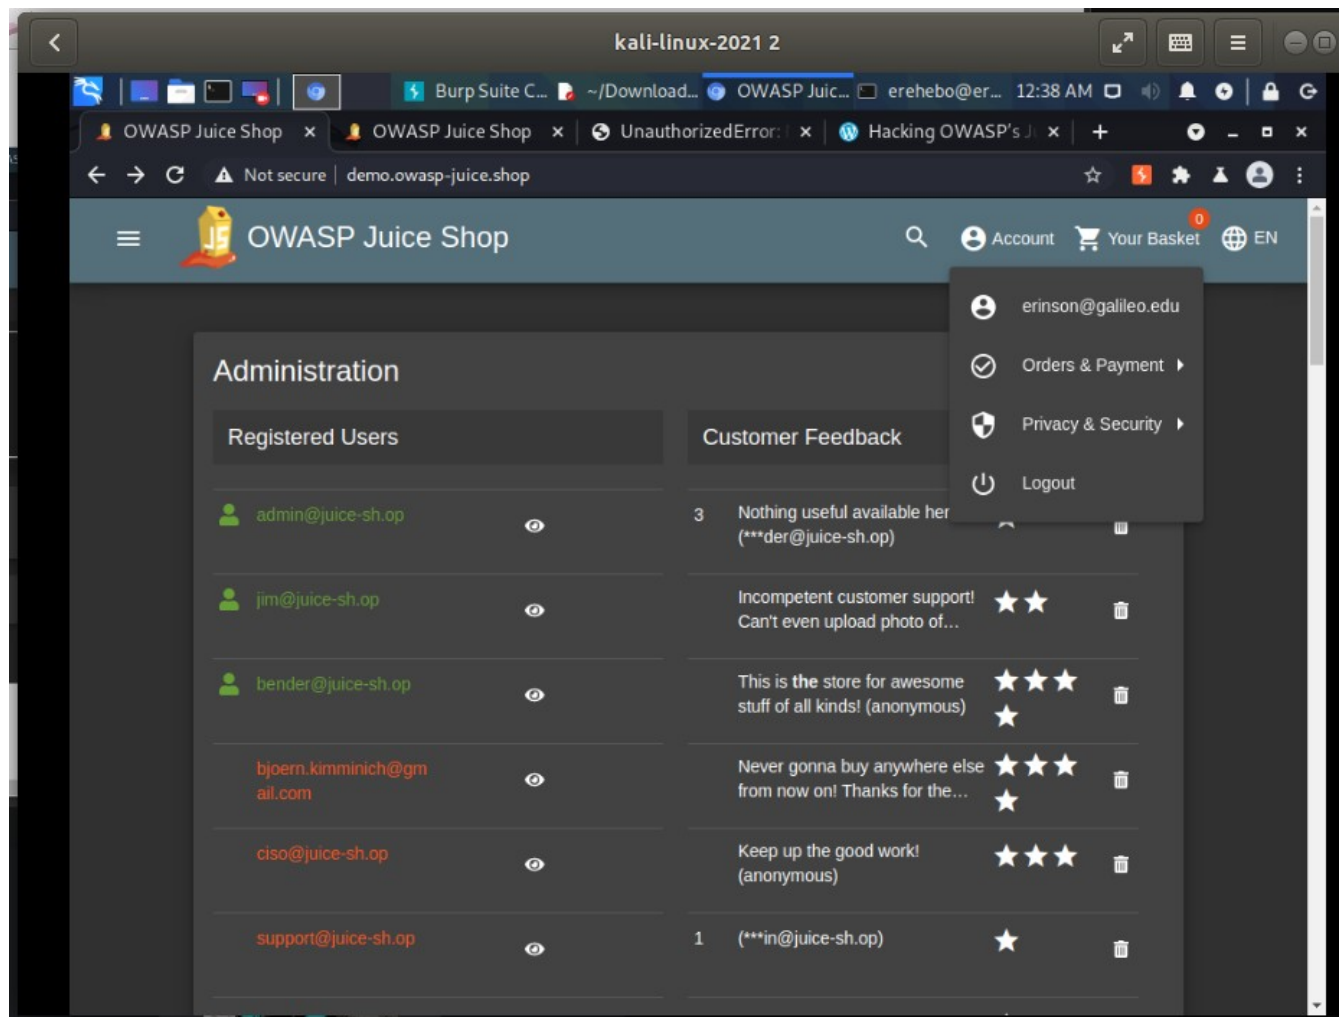 kali-linux-2021 2
Burp Suite C...
~/Download...
OWASP Juic...
erehebo@er...
12:38 AM
OWASP Juice Shop
OWASP Juice Shop
UnauthorizedError:
Hacking OWASP's J
Not secure
demo.owasp-juice.shop
OWASP Juice Shop
Account
0
Your Basket
EN
erinson@galileo.edu
Orders & Payment
Privacy & Security
Logout
Administration
Registered Users
admin@juice-sh.op
jim@juice-sh.op
bender@juice-sh.op
bjoern.kimminich@gm
ail.com
ciso@juice-sh.op
support@juice-sh.op
Customer Feedback
3
Nothing useful available her
(***der@juice-sh.op)
Incompetent customer support!
Can't even upload photo of…
This is the store for awesome
stuff of all kinds! (anonymous)
Never gonna buy anywhere else
from now on! Thanks for the…
Keep up the good work!
(anonymous)
1
(***in@juice-sh.op)